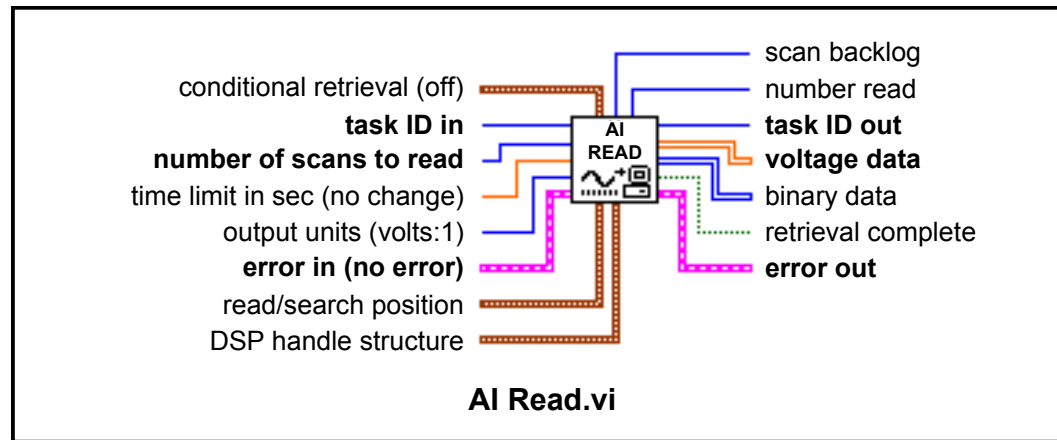 conditional retrieval (off)
task ID in
number of scans to read
time limit in sec (no change)
output units (volts:1)
error in (no error)
read/search position
DSP handle structure
AI
READ
scan backlog
number read
task ID out
voltage data
binary data
retrieval complete
error out
AI Read.vi